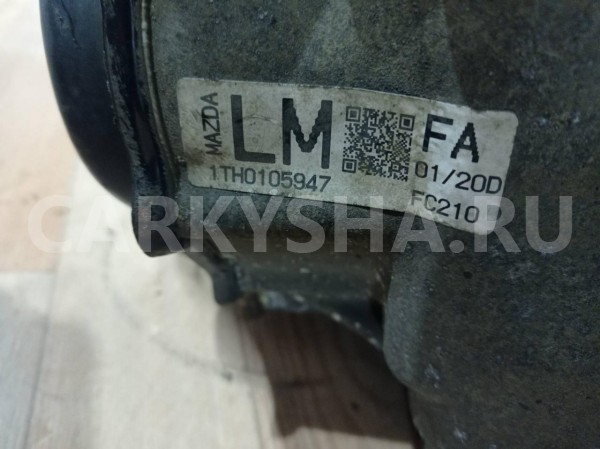 MAZDA
LM
FA
1TH0105947
01/20D
FC210
CARKYSHA.RU